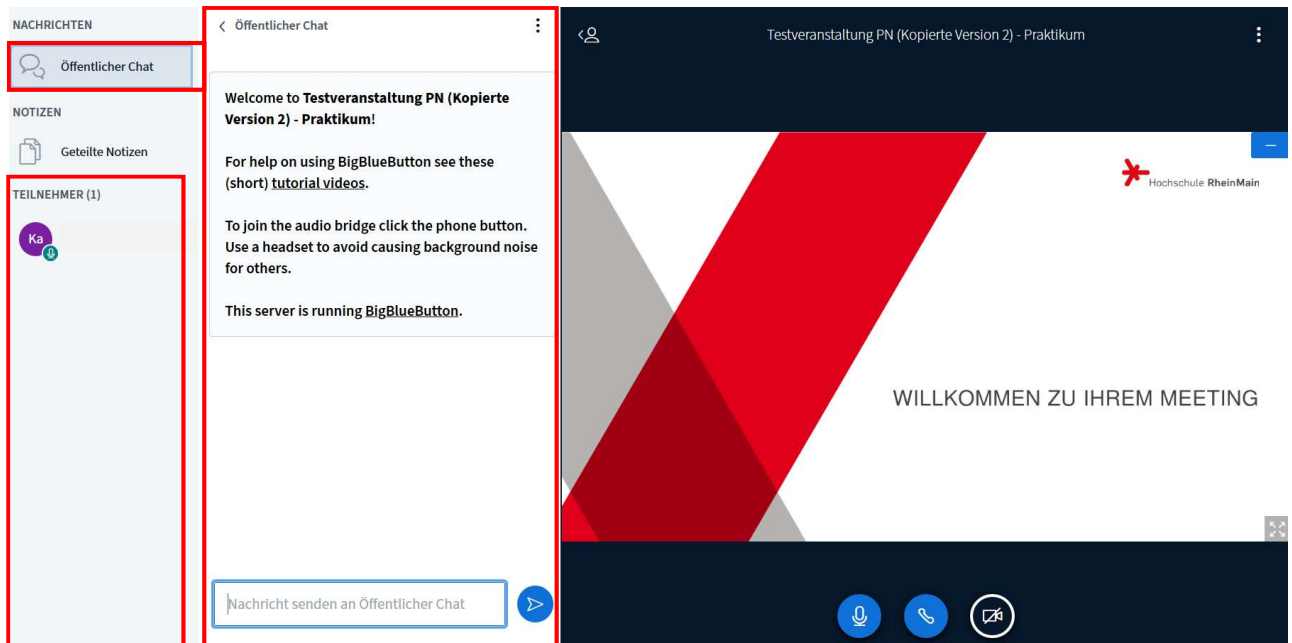 NACHRICHTEN
Öffentlicher Chat
NOTIZEN
Geteilte Notizen
TEILNEHMER (1)
Ka
Öffentlicher Chat
Welcome to Testveranstaltung PN (Kopierte
Version 2) - Praktikum!
For help on using BigBlueButton see these
(short) tutorial videos.
To join the audio bridge click the phone button.
Use a headset to avoid causing background noise
for others.
This server is running BigBlueButton.
Nachricht senden an Öffentlicher Chat
Testveranstaltung PN (Kopierte Version 2) - Praktikum
Hochschule RheinMain
WILLKOMMEN ZU IHREM MEETING